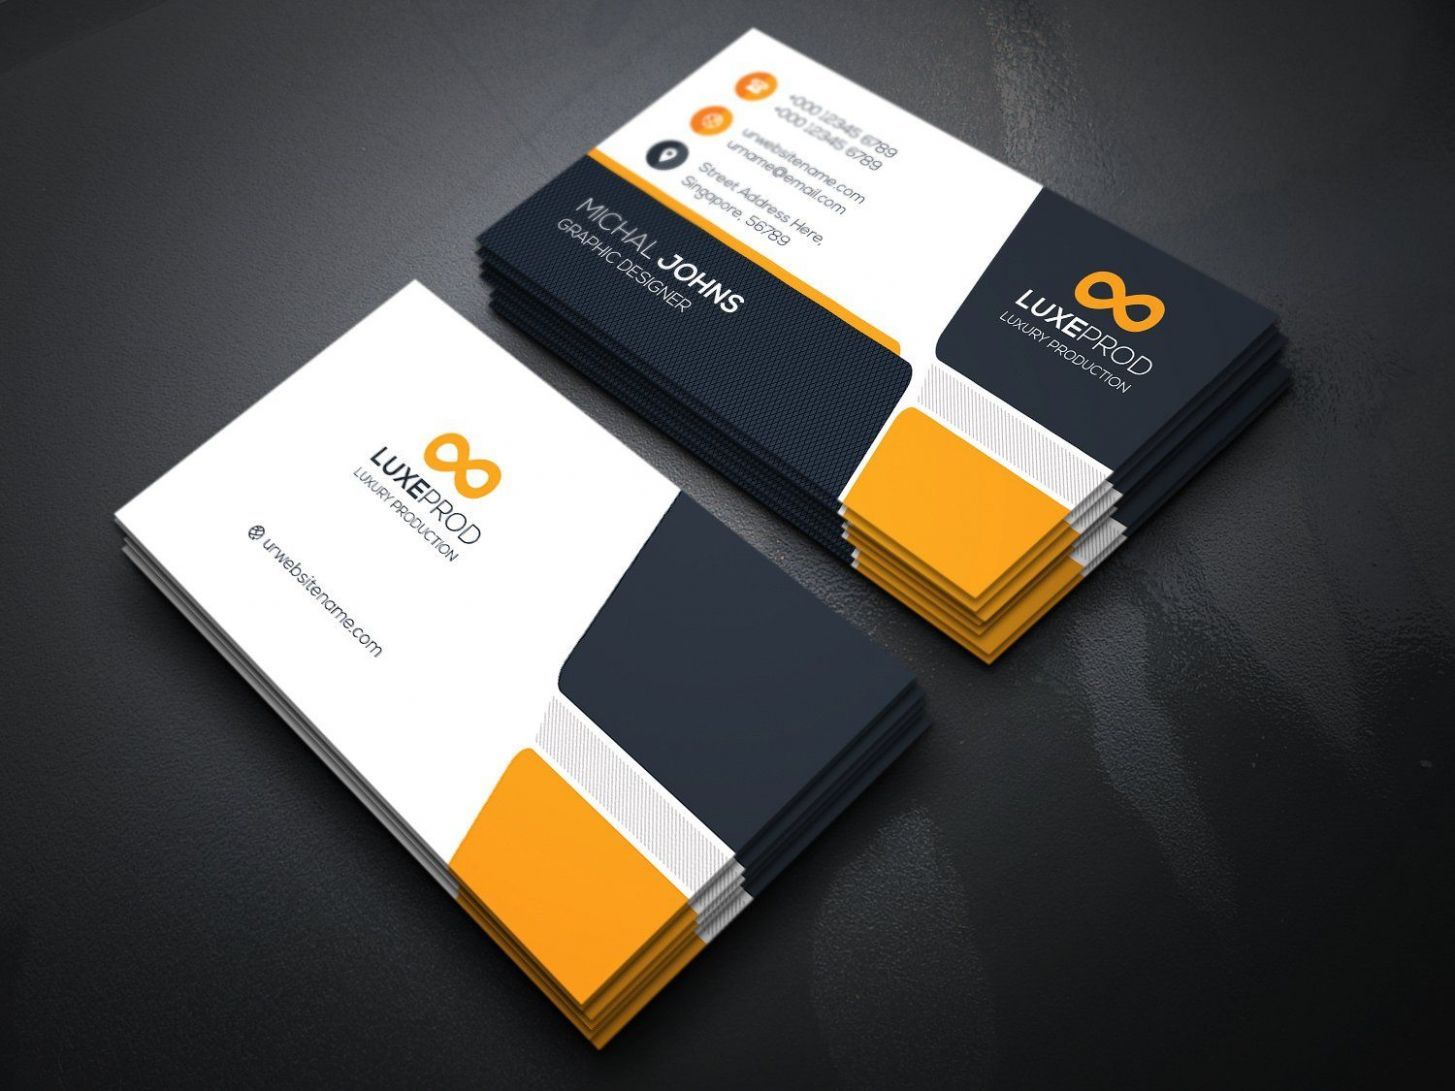 +000 12345 6789
+000 12345 6789
urwebsitename.com
urname@email.com
Street Address Here,
Singapore, 56789
MICHAL JOHNS
GRAPHIC DESIGNER
LUXEPROD
LUXURY PRODUCTION
LUXEPROD
LUXURY PRODUCTION
urwebsitename.com